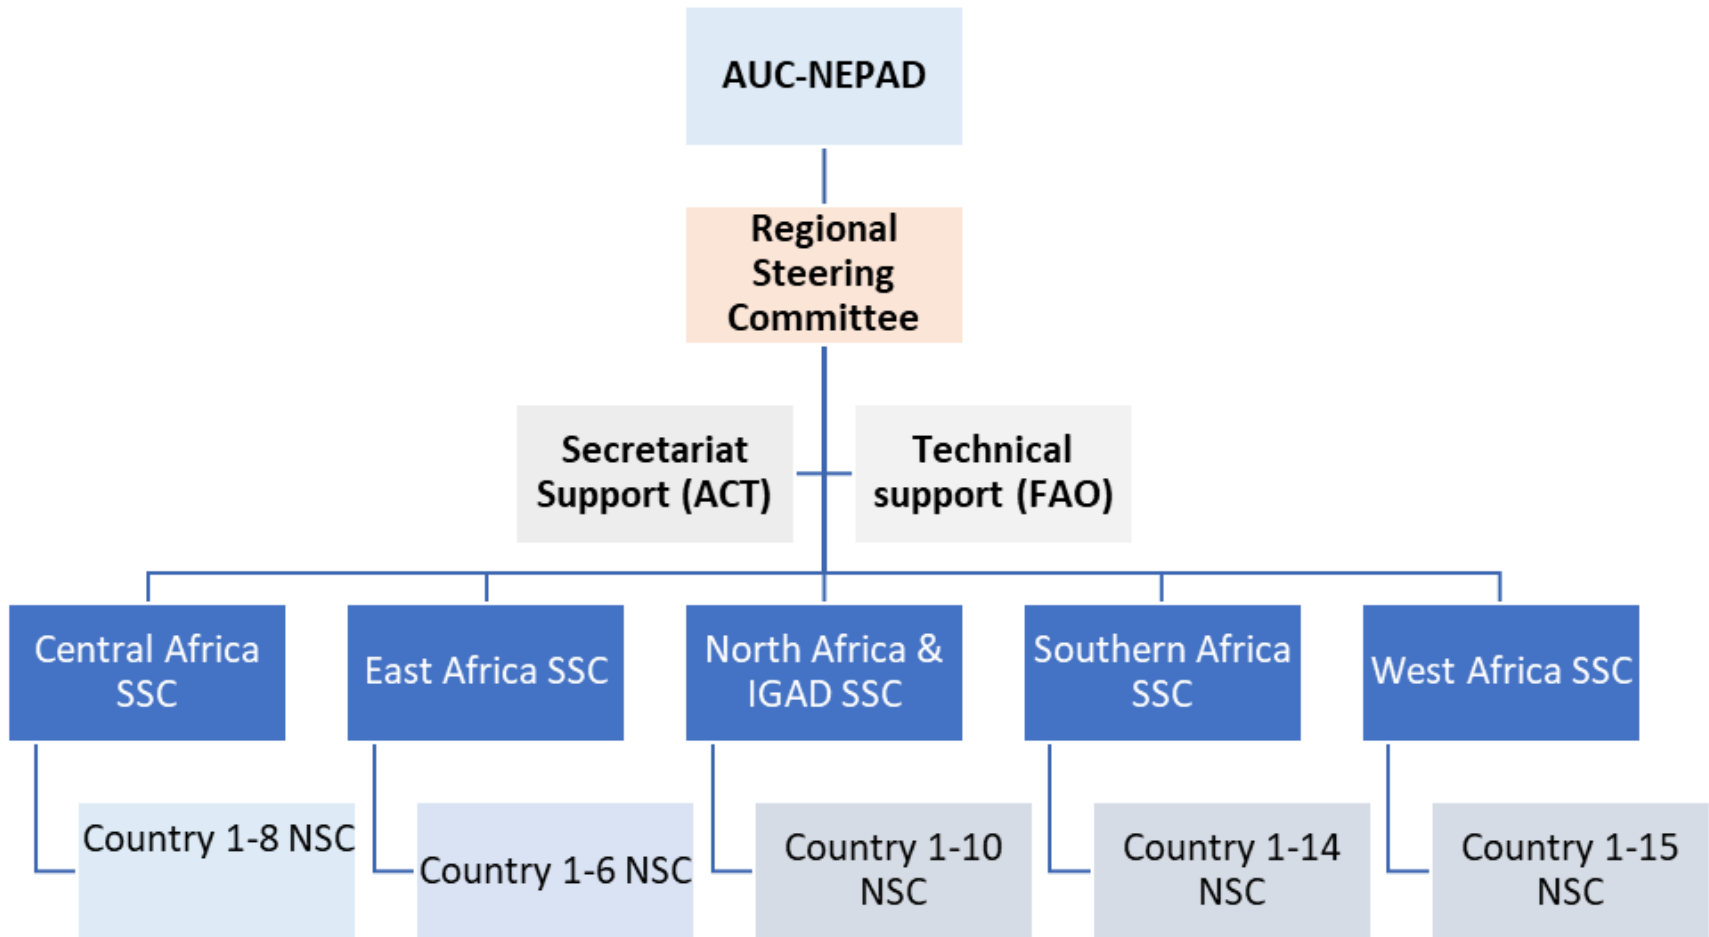 AUC-NEPAD
Regional
Steering
Committee
Secretariat
Support (ACT)
Technical
support (FAO)
Central Africa
SSC
East Africa SSC
North Africa &
IGAD SSC
Southern Africa
SSC
West Africa SSC
Country 1-8 NSC
Country 1-6 NSC
Country 1-10
NSC
Country 1-14
NSC
Country 1-15
NSC